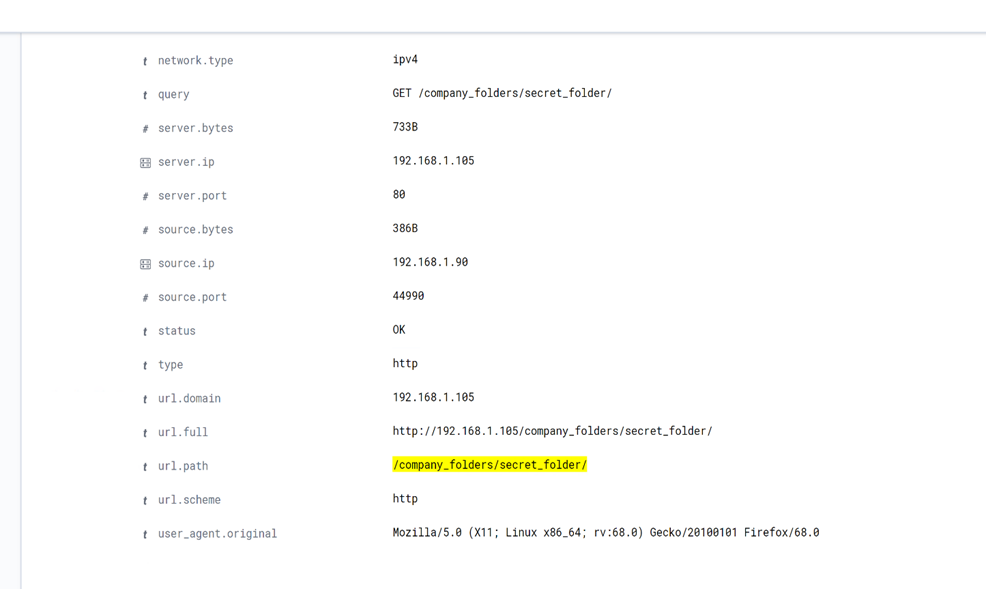 t network.type ipv4
t query GET /company_folders/secret_folder/
# server.bytes 733B
server.ip 192.168.1.105
# server.port 80
# source.bytes 386B
source.ip 192.168.1.90
# source.port 44990
t status OK
t type http
t url.domain 192.168.1.105
t url.full http://192.168.1.105/company_folders/secret_folder/
t url.path /company_folders/secret_folder/
t url.scheme http
t user_agent.original Mozilla/5.0 (X11; Linux x86_64; rv:68.0) Gecko/20100101 Firefox/68.0